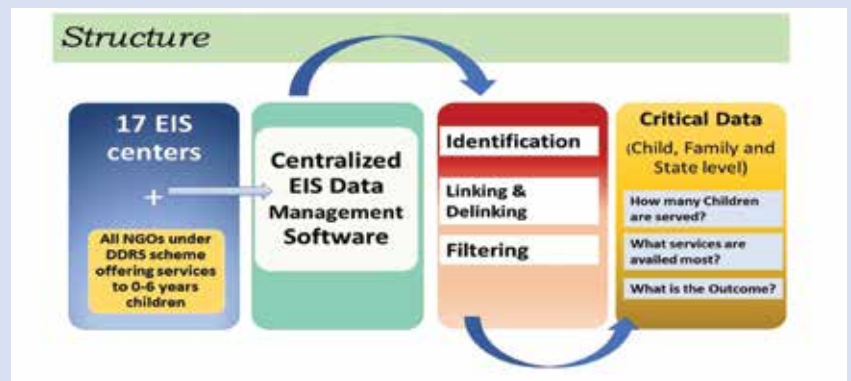 Structure
17 EIS
centers
+
All NGOs under
DDRS scheme
offering services
to 0-6 years
children
Centralized
EIS Data
Management
Software
Identification
Linking &
Delinking
Filtering
Critical Data
(Child, Family and
State level)
How many Children
are served?
What services are
availed most?
What is the Outcome?